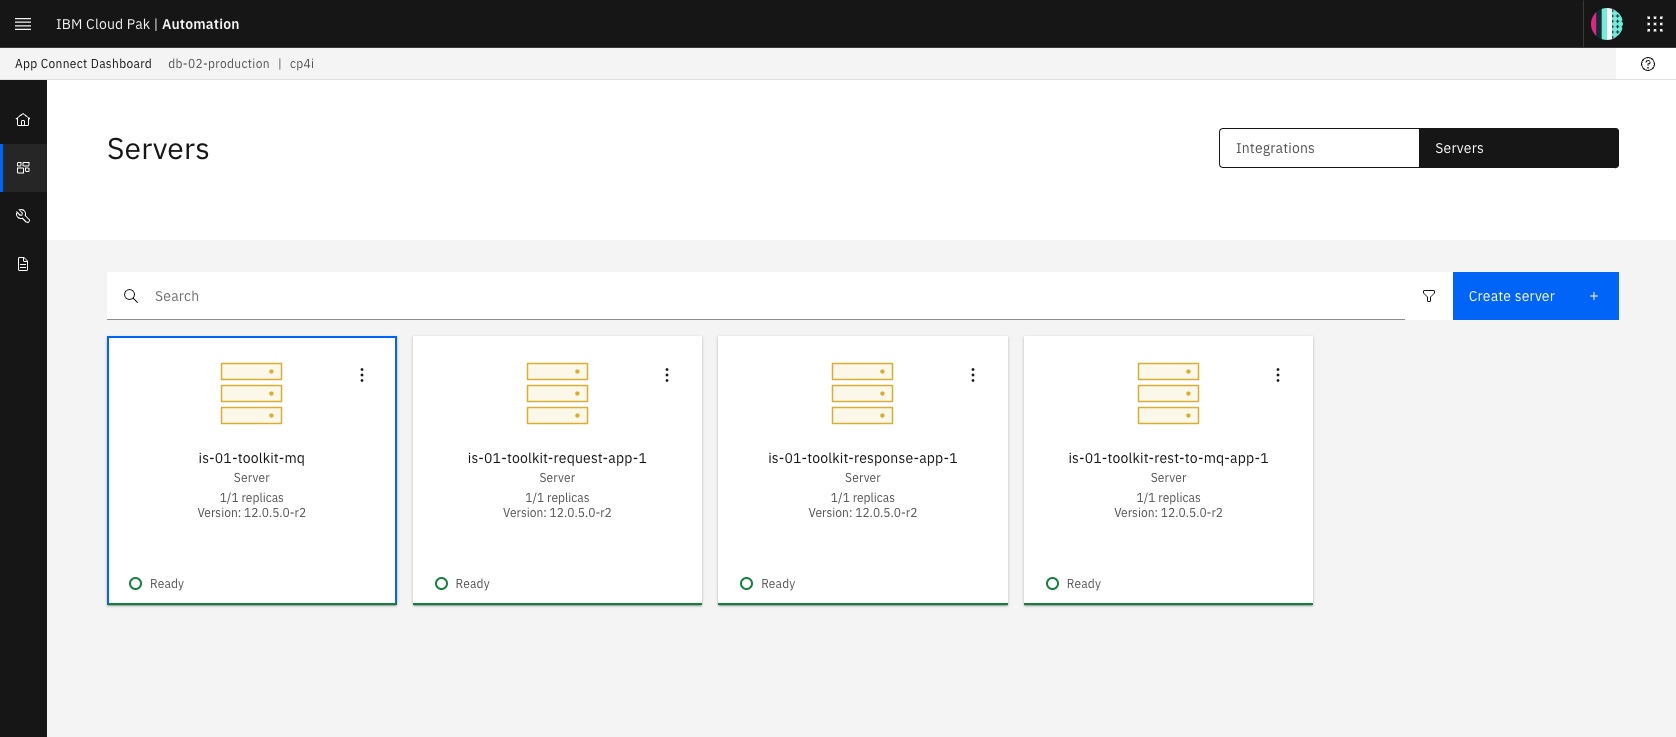 IBM Cloud Pak | Automation
App Connect Dashboard db-02-production | cp4i
Servers
Integrations
Servers
Search
Create server +
is-01-toolkit-mq
Server
1/1 replicas
Version: 12.0.5.0-r2
Ready
is-01-toolkit-request-app-1
Server
1/1 replicas
Version: 12.0.5.0-r2
Ready
is-01-toolkit-response-app-1
Server
1/1 replicas
Version: 12.0.5.0-r2
Ready
is-01-toolkit-rest-to-mq-app-1
Server
1/1 replicas
Version: 12.0.5.0-r2
Ready